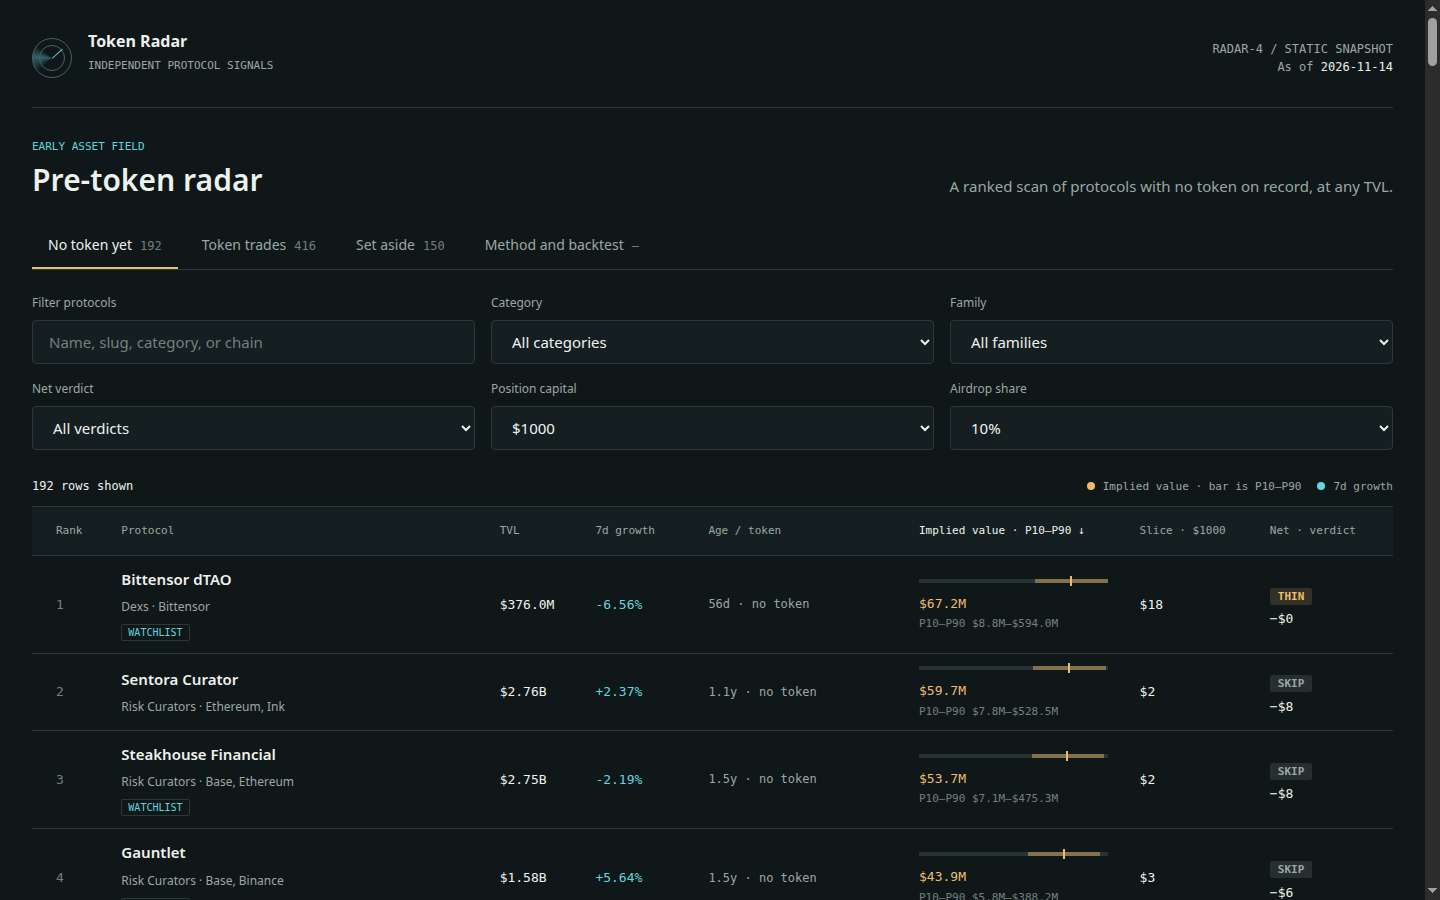 Token Radar
INDEPENDENT PROTOCOL SIGNALS
RADAR-4 / STATIC SNAPSHOT
As of 2026-11-14
EARLY ASSET FIELD
Pre-token radar
A ranked scan of protocols with no token on record, at any TVL.
No token yet 192 Token trades 416 Set aside 150 Method and backtest –
Filter protocols Category Family
Name, slug, category, or chain All categories All families
Net verdict Position capital Airdrop share
All verdicts $1000 10%
192 rows shown Implied value · bar is P10–P90 7d growth
Rank Protocol TVL 7d growth Age / token Implied value · P10–P90 ↓ Slice · $1000 Net · verdict
Bittensor dTAO
1 Dexs · Bittensor $376.0M -6.56% 56d · no token $67.2M $18 THIN
WATCHLIST P10–P90 $8.8M–$594.0M −$0
Sentora Curator
2 Risk Curators · Ethereum, Ink $2.76B +2.37% 1.1y · no token $59.7M $2 SKIP
P10–P90 $7.8M–$528.5M −$8
Steakhouse Financial
3 Risk Curators · Base, Ethereum $2.75B -2.19% 1.5y · no token $53.7M $2 SKIP
WATCHLIST P10–P90 $7.1M–$475.3M −$8
Gauntlet
4 Risk Curators · Base, Binance $1.58B +5.64% 1.5y · no token $43.9M $3 SKIP
P10–P90 $5.8M–$388.2M −$6